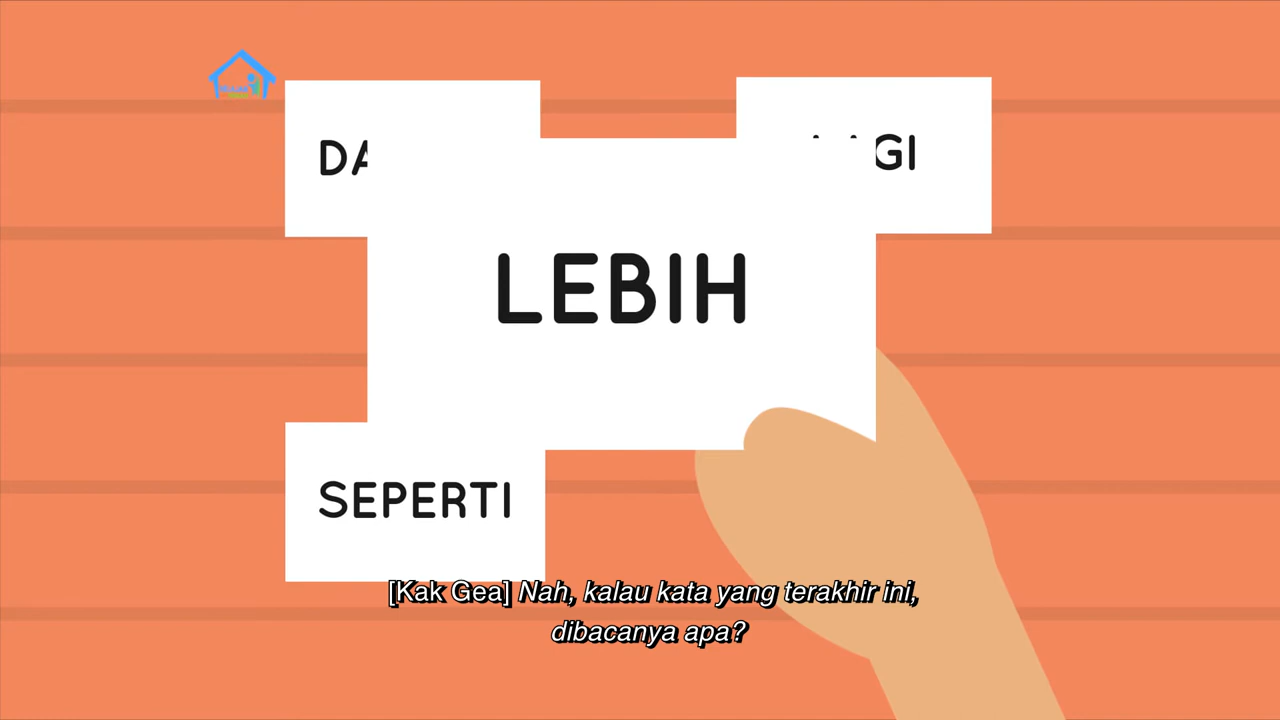 LEBIH
SEPERTI
[Kak Gea] Nah, kalau kata yang terakhir ini,
dibacanya apa?